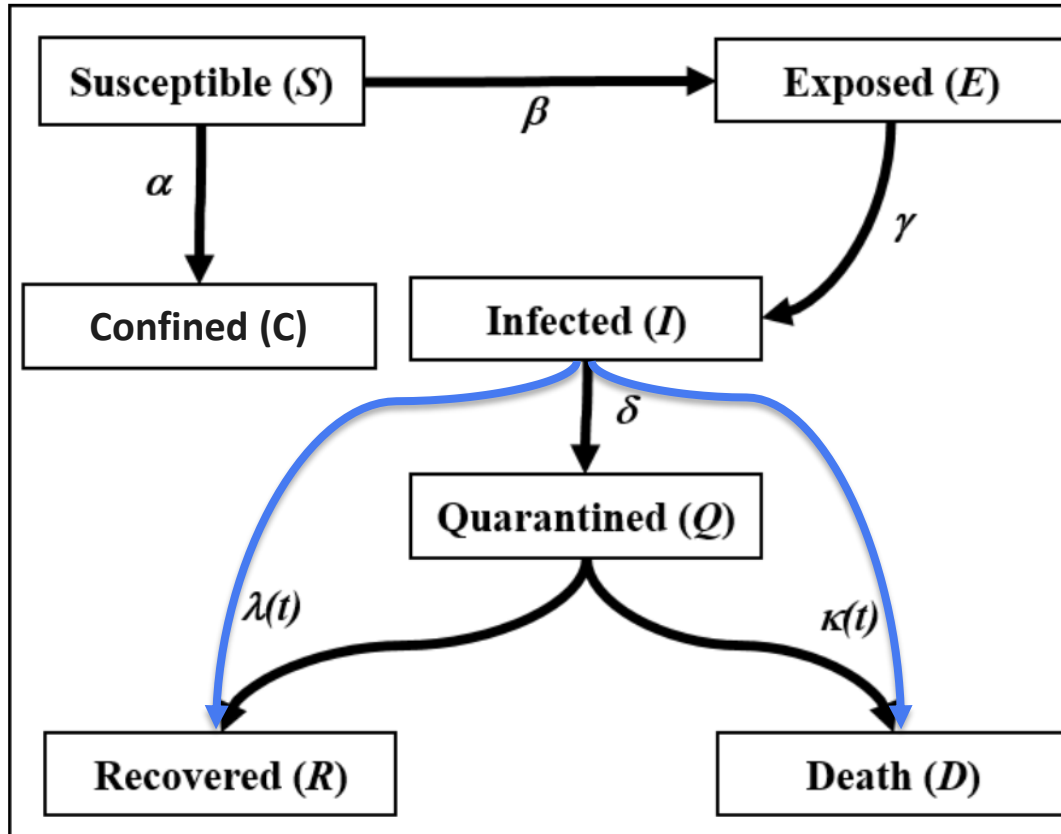 Susceptible (S)
Exposed (E)
β
α
γ
Confined (C)
Infected (I)
δ
Quarantined (Q)
λ(t)
κ(t)
Recovered (R)
Death (D)